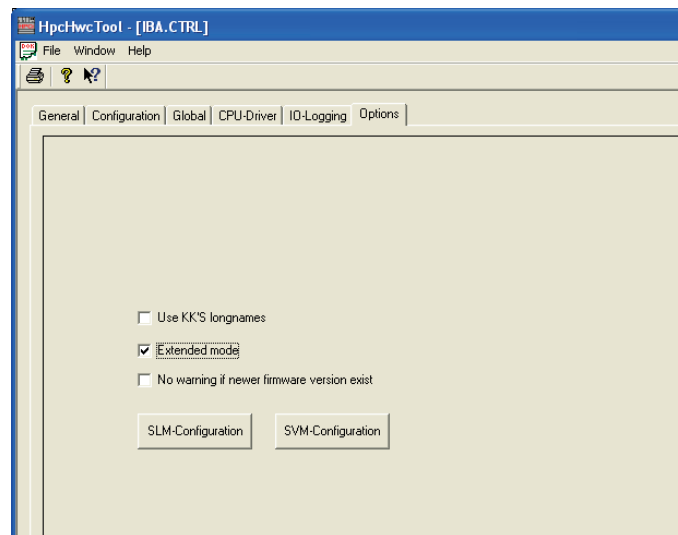 HpcHwcTool - [IBA.CTRL]
File Window Help
General Configuration Global CPU-Driver IO-Logging Options
Use KK'S longnames
Extended mode
No warning if newer firmware version exist
SLM-Configuration SVM-Configuration